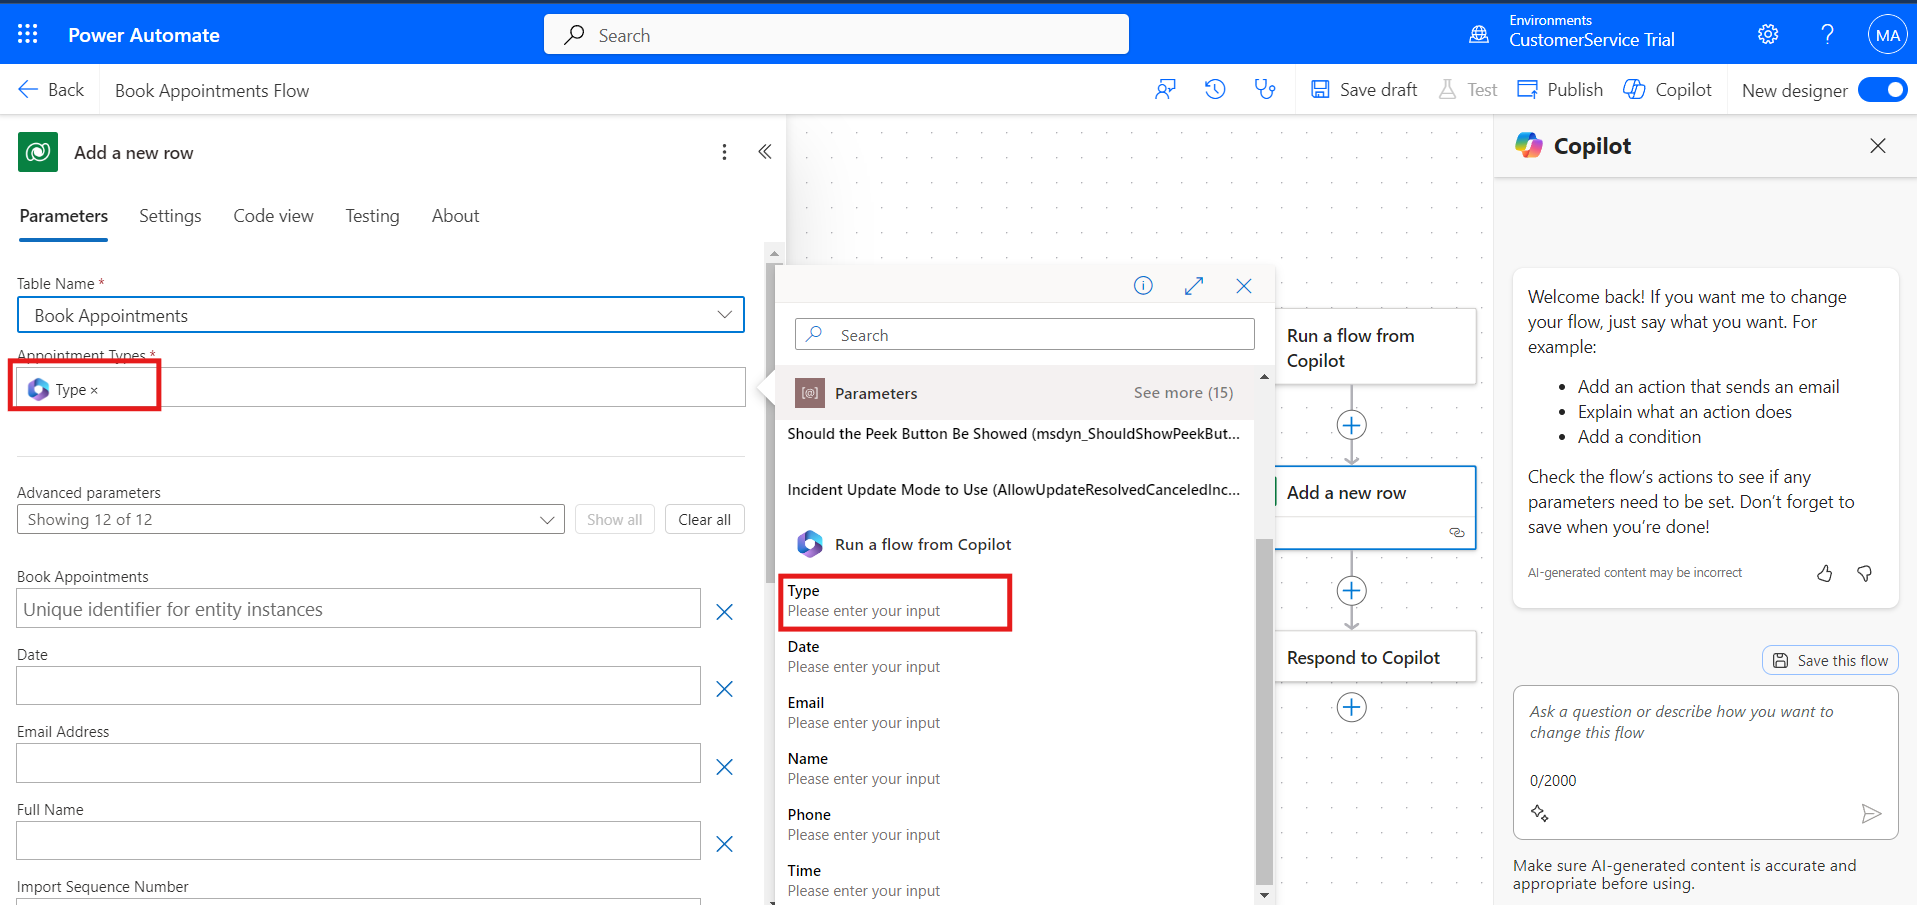 Power Automate
Search
Environments
CustomerService Trial
MA
Back
Book Appointments Flow
Save draft
Test
Publish
Copilot
New designer
Add a new row
Parameters
Settings
Code view
Testing
About
Table Name *
Book Appointments
Appointment Types *
Type ×
Advanced parameters
Showing 12 of 12
Show all
Clear all
Book Appointments
Unique identifier for entity instances
Date
Email Address
Full Name
Import Sequence Number
Search
Parameters
See more (15)
Should the Peek Button Be Showed (msdyn_ShouldShowPeekBut...
Incident Update Mode to Use (AllowUpdateResolvedCanceledInc...
Run a flow from Copilot
Type
Please enter your input
Date
Please enter your input
Email
Please enter your input
Name
Please enter your input
Phone
Please enter your input
Time
Please enter your input
Run a flow from
Copilot
Add a new row
Respond to Copilot
Copilot
Welcome back! If you want me to change
your flow, just say what you want. For
example:
• Add an action that sends an email
• Explain what an action does
• Add a condition
Check the flow's actions to see if any
parameters need to be set. Don't forget to
save when you're done!
AI-generated content may be incorrect
Save this flow
Ask a question or describe how you want to
change this flow
0/2000
Make sure AI-generated content is accurate and
appropriate before using.